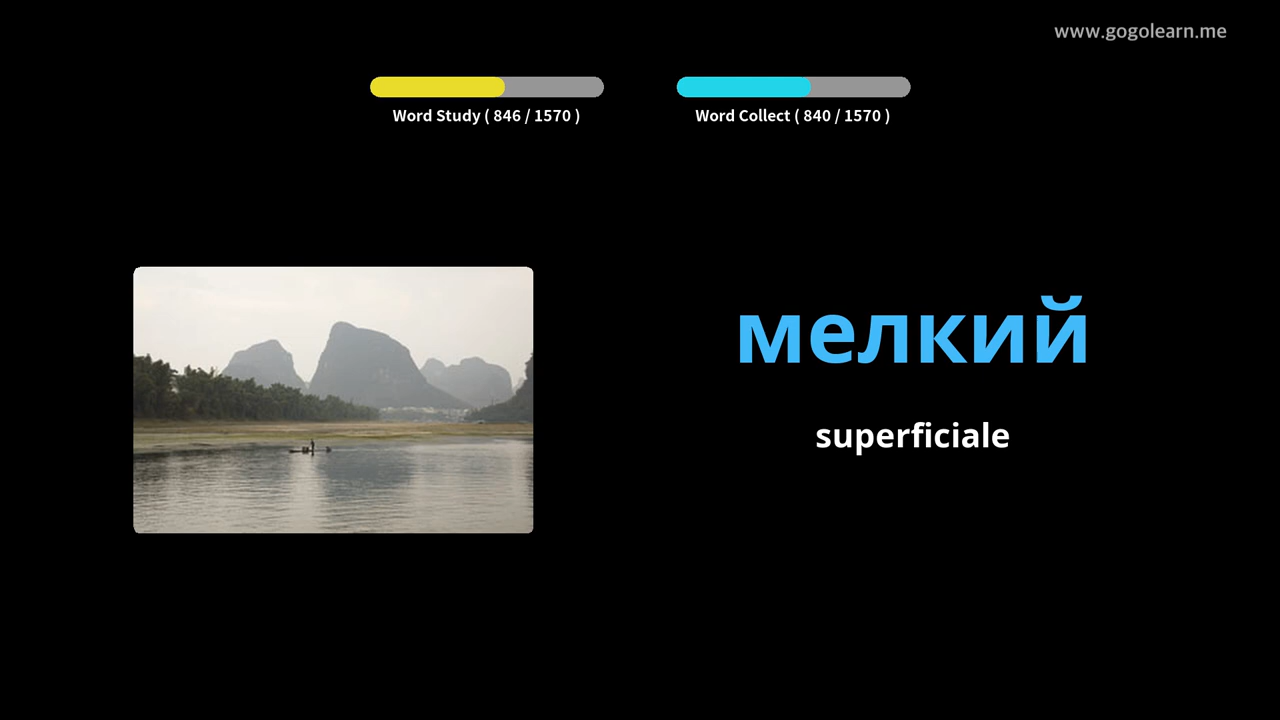 www.gogolearn.me
Word Study ( 846 / 1570 )
Word Collect ( 840 / 1570 )
мелкий
superficiale